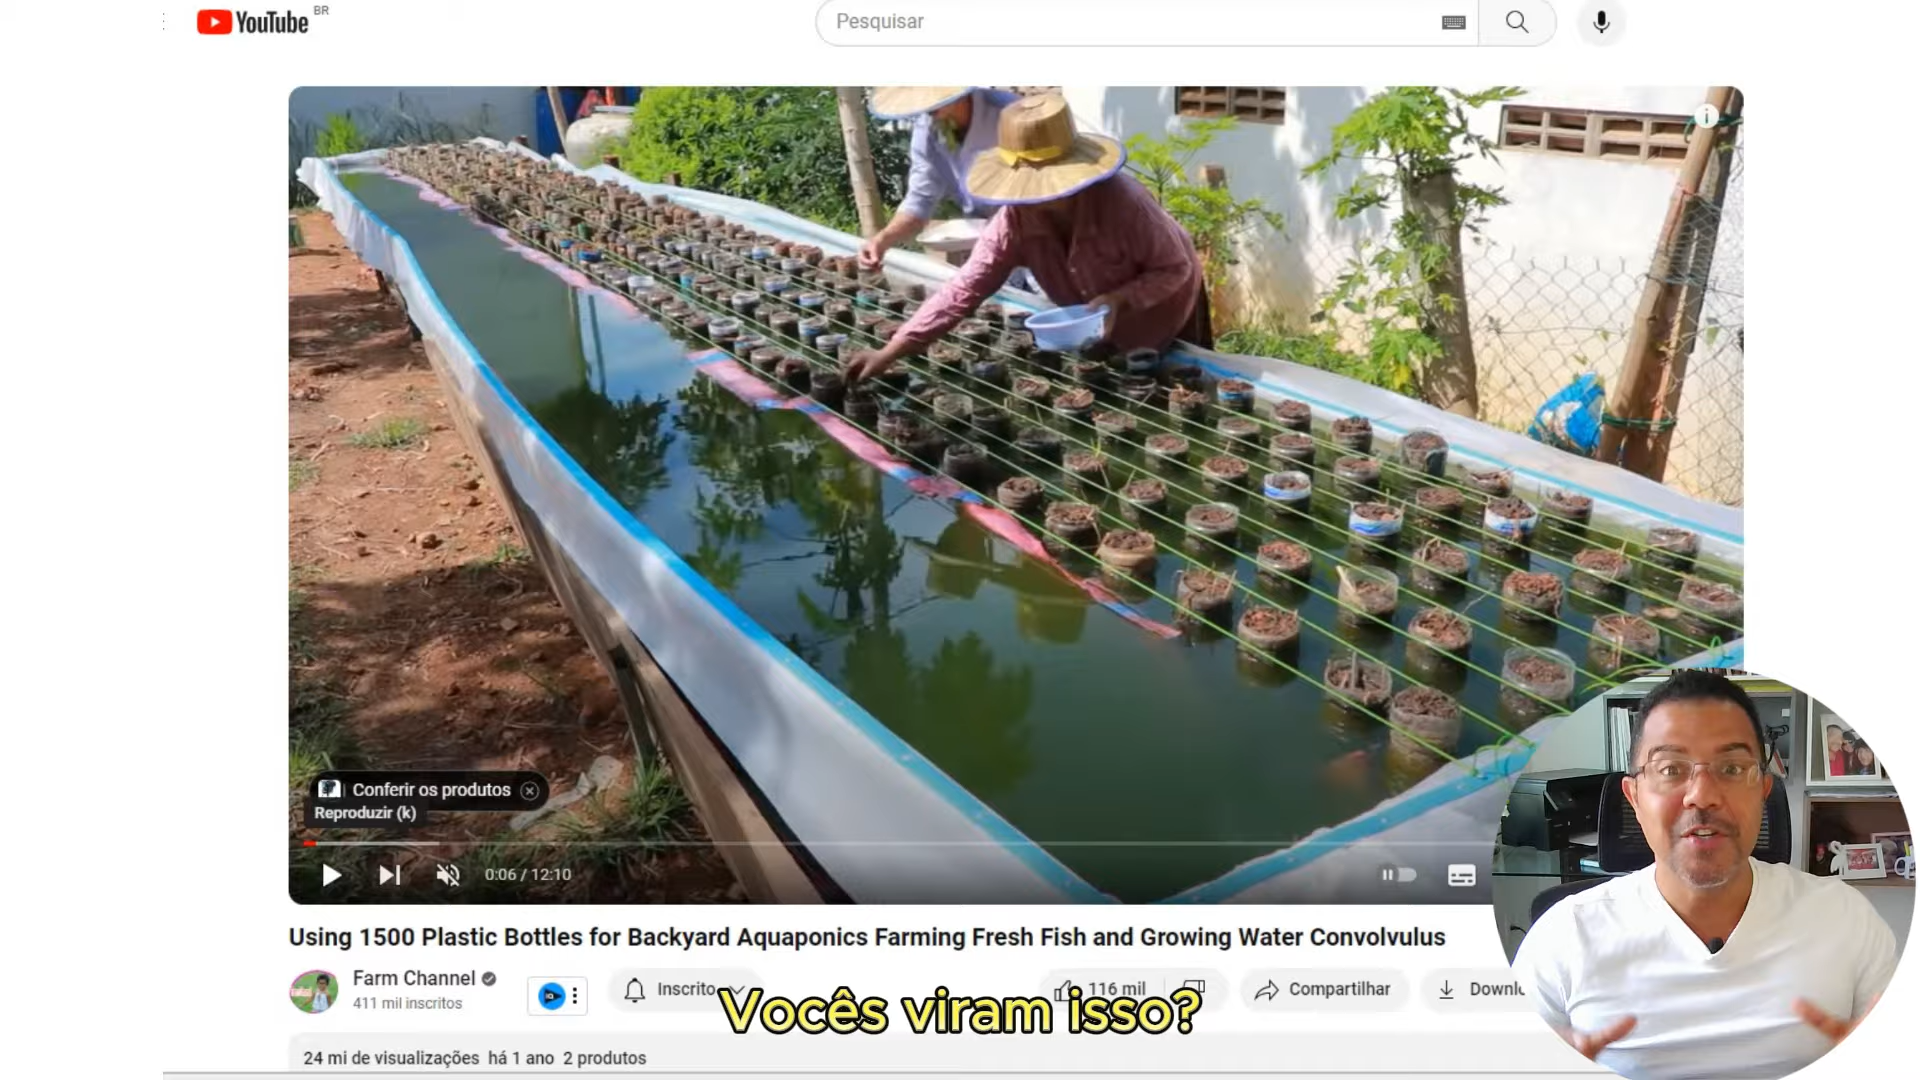 YouTube BR
Pesquisar
Conferir os produtos
Reproduzir (k)
0:06 / 12:10
Using 1500 Plastic Bottles for Backyard Aquaponics Farming Fresh Fish and Growing Water Convolvulus
Farm Channel
411 mil inscritos
Inscrito
116 mil
Compartilhar
Downlo
Vocês viram isso?
24 mi de visualizações há 1 ano 2 produtos